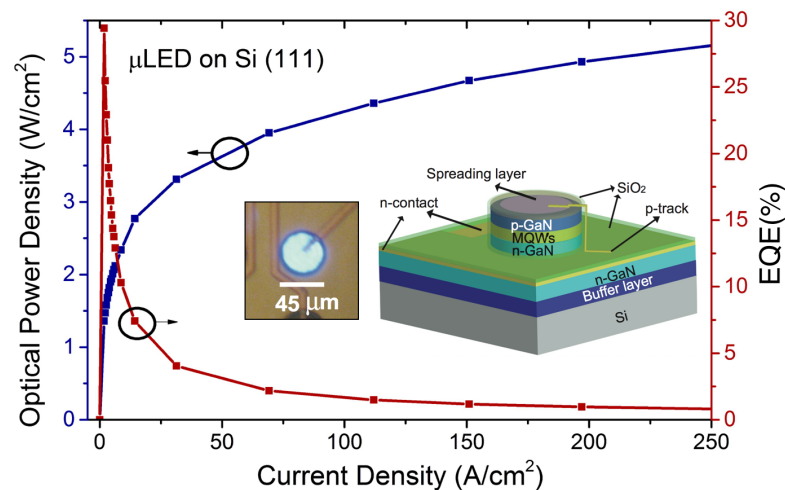 μLED on Si (111)
Optical Power Density (W/cm²)
5
4
3
2
1
0
30
25
20
15
10
5
0
EQE(%)
0
50
100
150
200
250
Current Density (A/cm²)
45 μm
Spreading layer
SiO₂
n-contact
p-track
p-GaN
MQWs
n-GaN
n-GaN
Buffer layer
Si